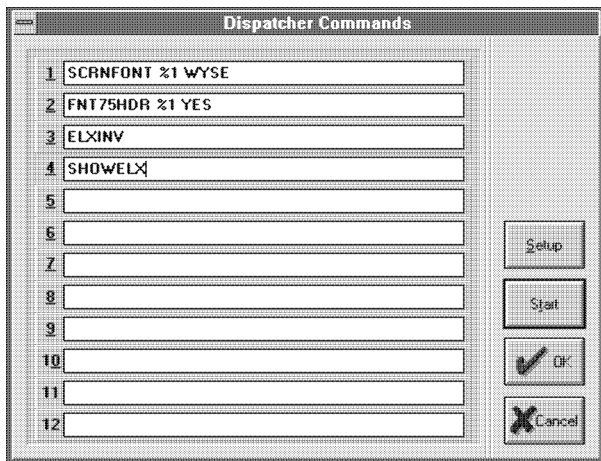 Dispatcher Commands
1 SCRNFONT %1 WYSE
2 FNT75HDR %1 YES
3 ELXINV
4 SHOWELX
5
6
7
8
9
10
11
12
Setup
Start
OK
Cancel